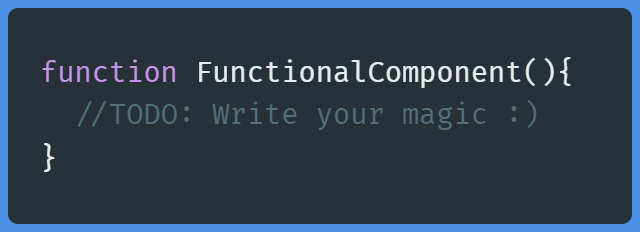 function FunctionalComponent(){
//TODO: Write your magic :)
}